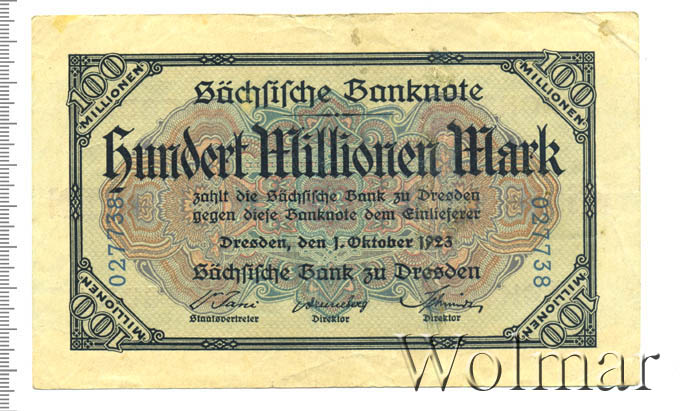 100 MILLIONEN
100 MILLIONEN
Sächsische Banknote
Hundert Millionen Mark
zahlt die Sächsische Bank zu Dresden
gegen diese Banknote dem Einlieferer
Dresden, den 1. Oktober 1923
Sächsische Bank zu Dresden
027738
027738
Staatsvertreter
Direktor
Direktor
100 MILLIONEN
100 MILLIONEN
Wolmar